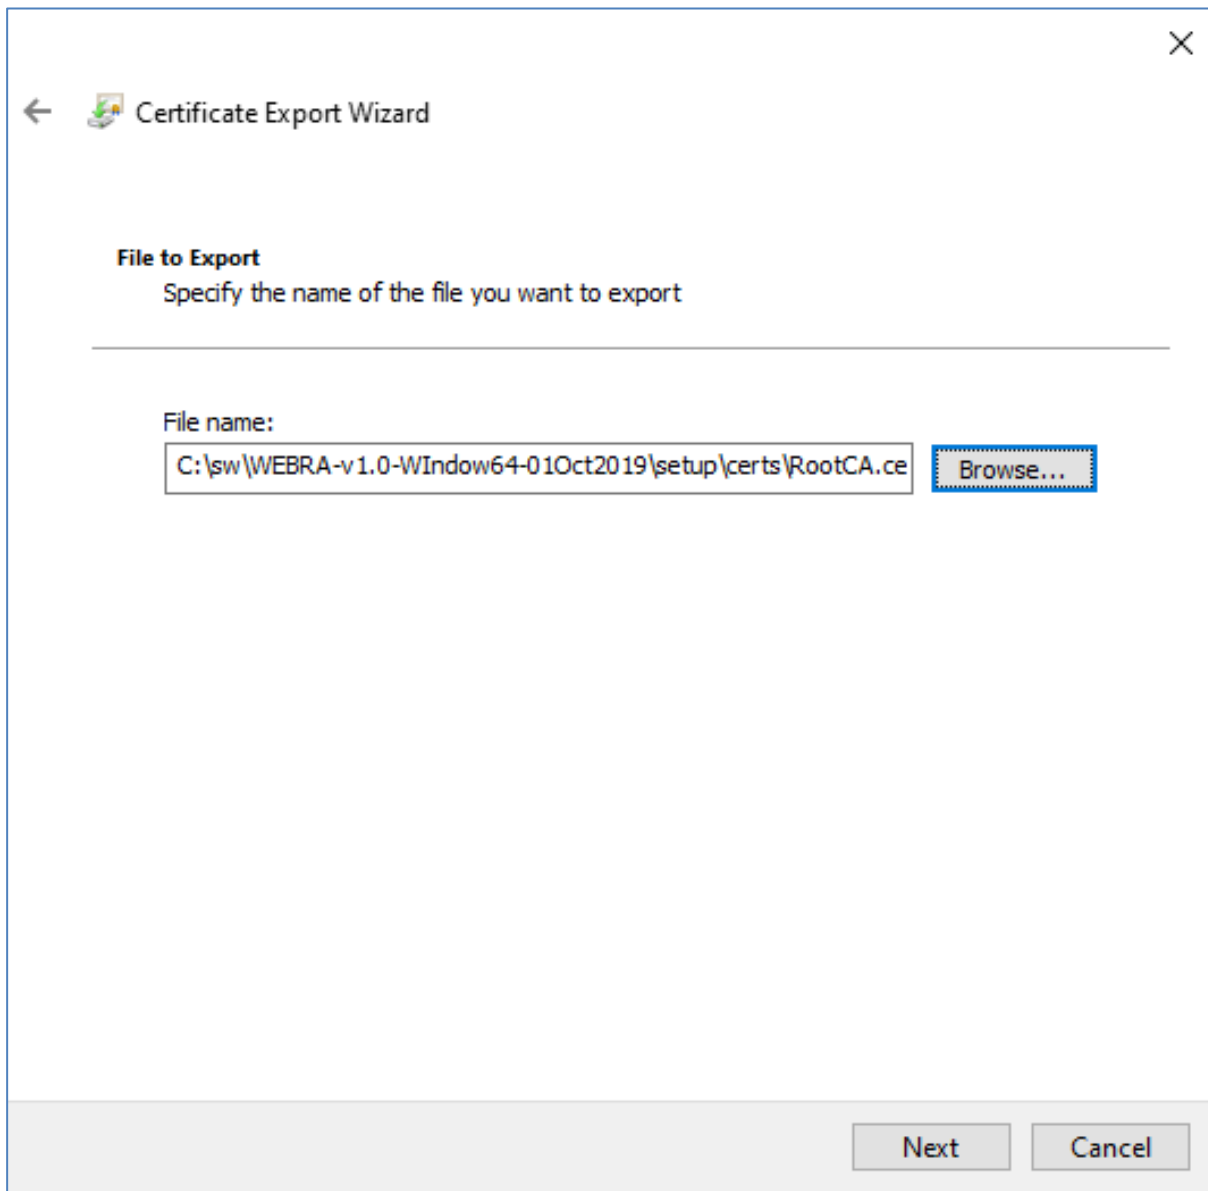 Certificate Export Wizard
File to Export
Specify the name of the file you want to export
File name:
C:\sw\WEBRA-v1.0-WIndow64-01Oct2019\setup\certs\RootCA.ce
Browse...
Next
Cancel